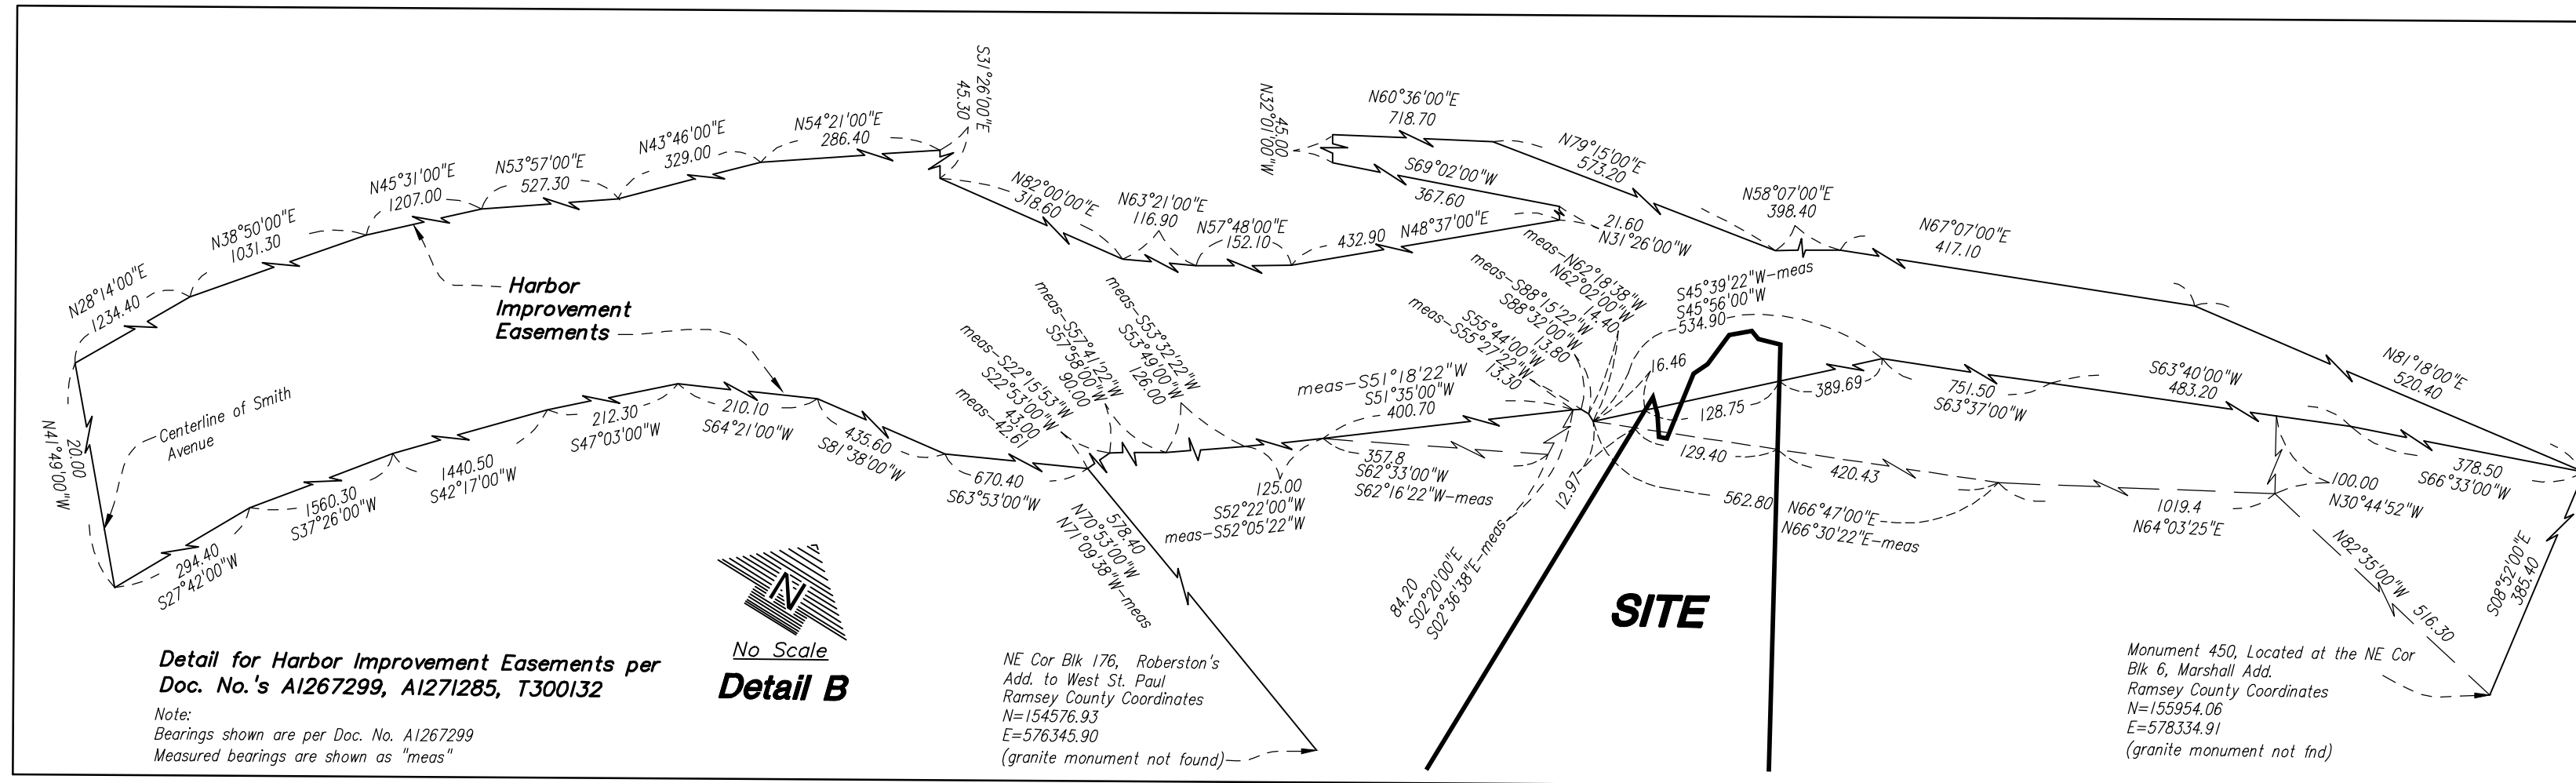 S31°26'00"E
45.30
N28°14'00"E
1234.40
N38°50'00"E
1031.30
N45°31'00"E
1207.00
N53°57'00"E
527.30
N43°46'00"E
329.00
N54°21'00"E
286.40
N82°00'00"E
318.60
N63°21'00"E
116.90
N57°48'00"E
152.10
432.90
N48°37'00"E
N32°01'00"W
45.00
N60°36'00"E
718.70
S69°02'00"W
367.60
21.60
N31°26'00"W
N79°15'00"E
573.20
N58°07'00"E
398.40
N67°07'00"E
417.10
N81°18'00"E
520.40
Harbor
Improvement
Easements
Centerline of Smith
Avenue
N41°49'00"W
20.00
294.40
S27°42'00"W
1560.30
S37°26'00"W
1440.50
S42°17'00"W
212.30
S47°03'00"W
210.10
S64°21'00"W
435.60
S81°38'00"W
670.40
S63°53'00"W
meas-S22°15'53"W
S22°53'00"W
43.00
meas-42.61
meas-S57°41'22"W
S57°58'00"W
90.00
meas-S53°32'22"W
S53°49'00"W
126.00
125.00
S52°22'00"W
meas-S52°05'22"W
meas-S51°18'22"W
S51°35'00"W
400.70
357.8
S62°33'00"W
S62°16'22"W-meas
S55°44'00"W
meas-S55°27'22"W
13.30
meas-S88°15'22"W
S88°32'00"W
13.80
meas-N62°18'38"W
N62°02'00"W
14.40
S45°39'22"W-meas
S45°56'00"W
534.90
16.46
128.75
389.69
12.97
129.40
420.43
562.80
N66°47'00"E
N66°30'22"E-meas
751.50
S63°37'00"W
S63°40'00"W
483.20
1019.4
N64°03'25"E
100.00
N30°44'52"W
378.50
S66°33'00"W
N82°35'00"W
516.30
S08°52'00"E
385.40
84.20
S02°20'00"E
S02°36'38"E-meas
578.40
N70°53'00"W
N71°09'38"W-meas
SITE
N
No Scale
Detail B
Detail for Harbor Improvement Easements per
Doc. No.'s A1267299, A1271285, T300132
Note:
Bearings shown are per Doc. No. A1267299
Measured bearings are shown as "meas"
NE Cor Blk 176, Roberston's
Add. to West St. Paul
Ramsey County Coordinates
N=154576.93
E=576345.90
(granite monument not found)
Monument 450, Located at the NE Cor
Blk 6, Marshall Add.
Ramsey County Coordinates
N=155954.06
E=578334.91
(granite monument not fnd)